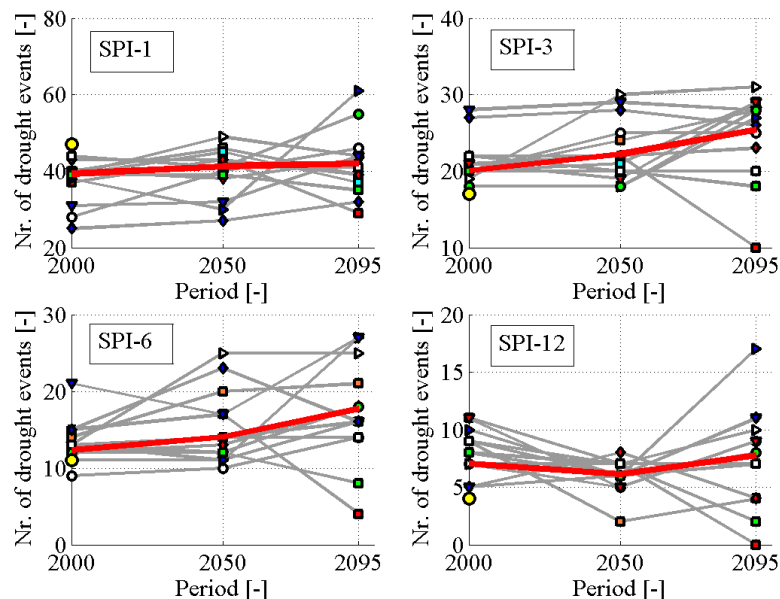 80
60
40
20
SPI-1
Nr. of drought events [-]
2000
2050
2095
Period [-]
40
30
20
10
SPI-3
Nr. of drought events [-]
2000
2050
2095
Period [-]
30
20
10
0
SPI-6
Nr. of drought events [-]
2000
2050
2095
Period [-]
20
15
10
5
0
SPI-12
Nr. of drought events [-]
2000
2050
2095
Period [-]